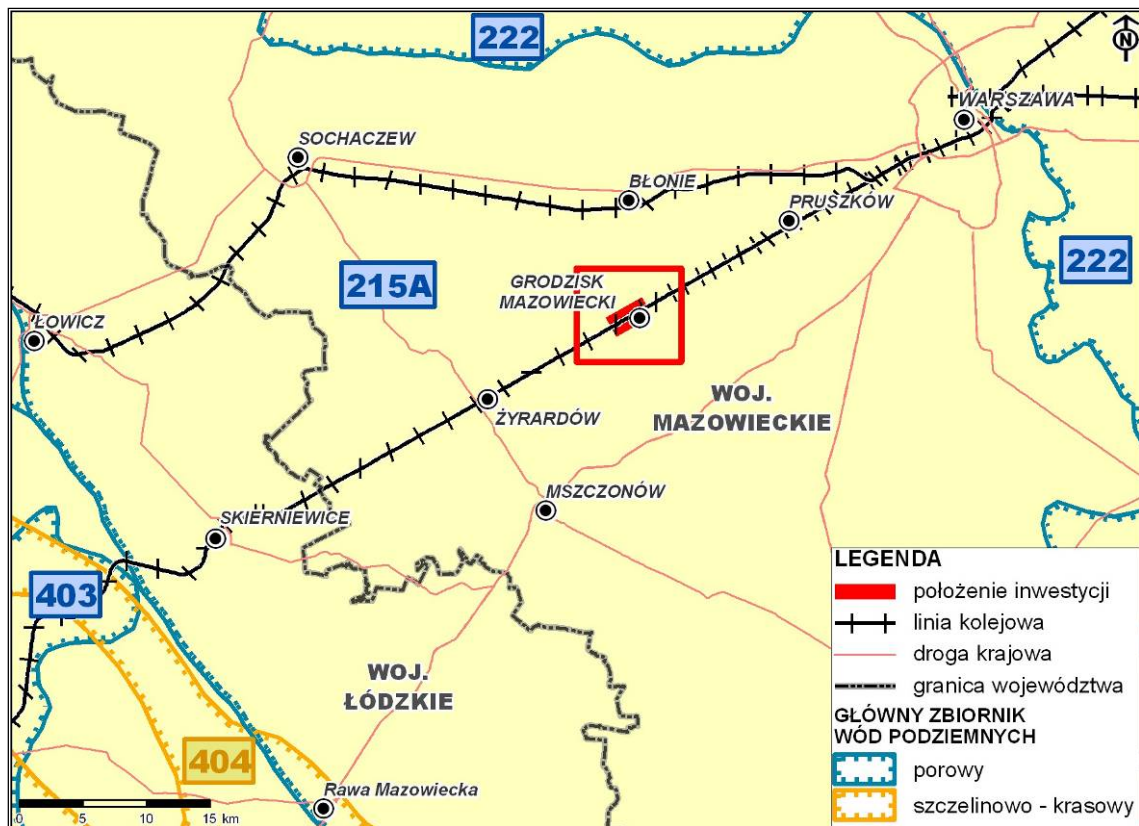 222
N
WARSZAWA
SOCHACZEW
BŁONIE
PRUSZKÓW
222
215A
GRODZISK
MAZOWIECKI
ŁOWICZ
WOJ.
MAZOWIECKIE
ŻYRARDÓW
MSZCZONÓW
SKIERNIEWICE
403
WOJ.
ŁÓDZKIE
404
Rawa Mazowiecka
0 5 10 15 km
LEGENDA
położenie inwestycji
linia kolejowa
droga krajowa
granica województwa
GŁÓWNY ZBIORNIK
WÓD PODZIEMNYCH
porowy
szczelinowo - krasowy